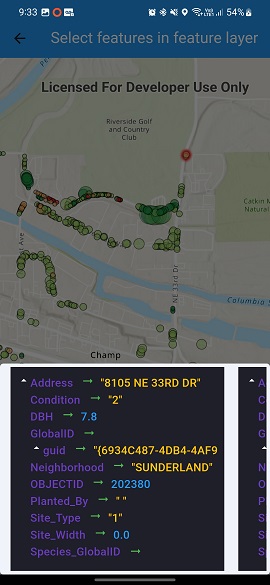 9:33
54%
Select features in feature layer
Licensed For Developer Use Only
Riverside Golf
and Country
Club
Ave
NE 33rd Dr
Columbia S
Champ
Address → "8105 NE 33RD DR"
Condition → "2"
DBH → 7.8
GlobalID →
guid → "{6934C487-4DB4-4AF9
Neighborhood → "SUNDERLAND"
OBJECTID → 202380
Planted_By → " "
Site_Type → "1"
Site_Width → 0.0
Species_GlobalID →